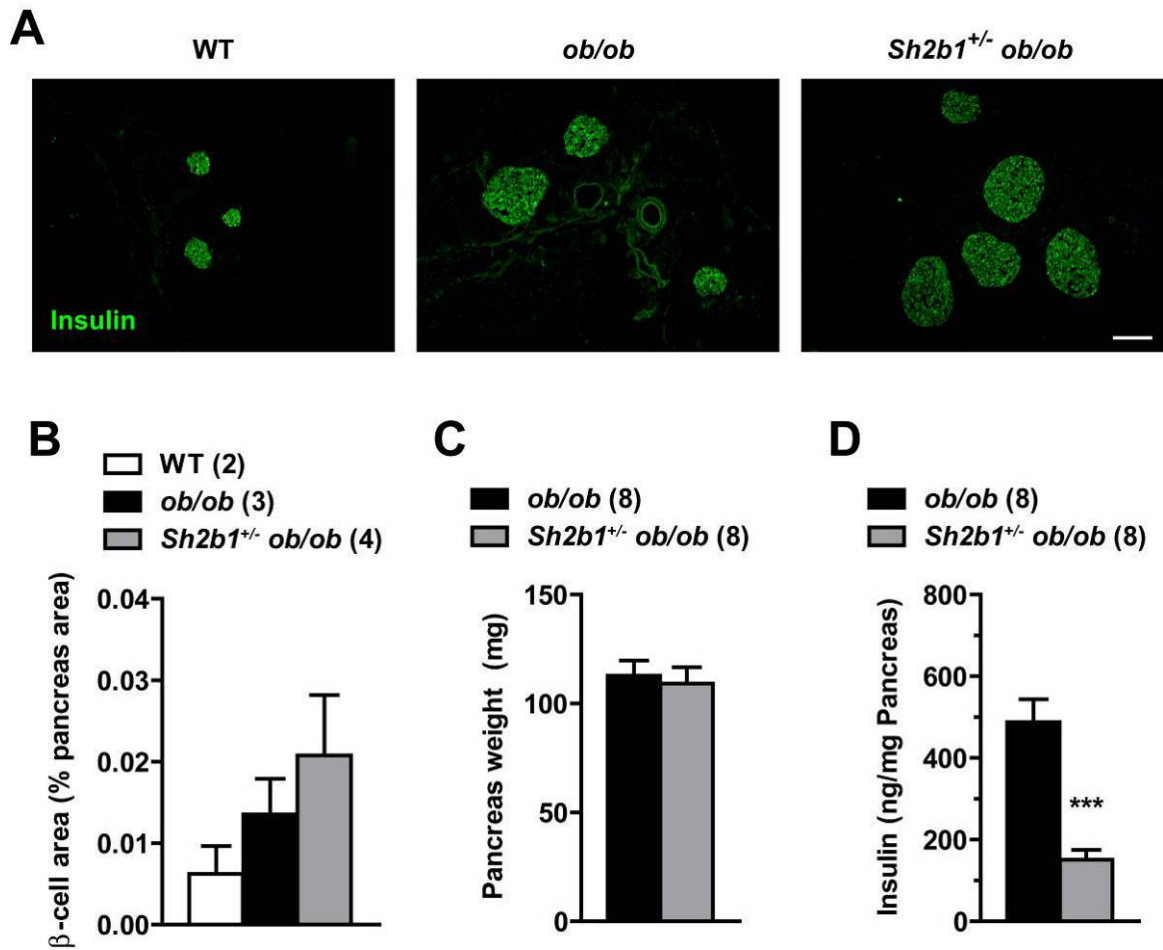 A
WT
ob/ob
Sh2b1+/- ob/ob
Insulin
B
WT (2)
ob/ob (3)
Sh2b1+/- ob/ob (4)
β-cell area (% pancreas area)
0.04
0.03
0.02
0.01
0.00
C
ob/ob (8)
Sh2b1+/- ob/ob (8)
Pancreas weight (mg)
150
100
50
0
D
ob/ob (8)
Sh2b1+/- ob/ob (8)
Insulin (ng/mg Pancreas)
800
600
400
200
0
***